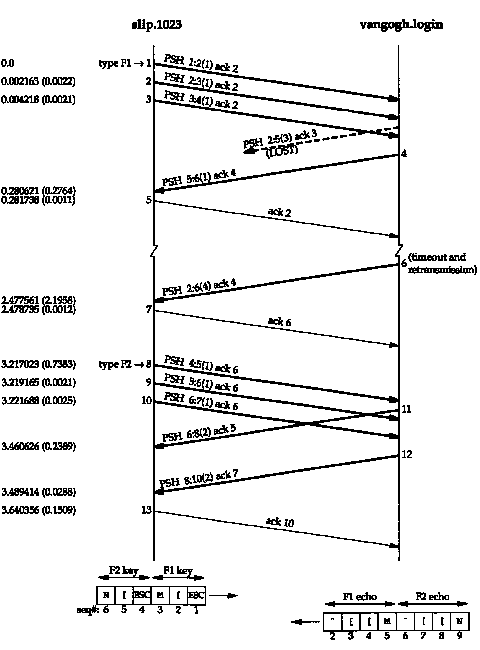 slip.1023 vangogh.login
0.0 type F1 → 1 PSH 1:2(1) ack 2
0.002165 (0.0022) 2 PSH 2:3(1) ack 2
0.004218 (0.0021) 3 PSH 3:4(1) ack 2
PSH 2:5(3) ack 3
(LOST)
4
PSH 5:6(1) ack 4
0.280621 (0.2764)
0.281738 (0.0011) 5
ack 2
6 (timeout and
retransmission)
PSH 2:6(4) ack 4
2.477561 (2.1958)
2.478735 (0.0012) 7
ack 6
3.217023 (0.7383) type F2 → 8 PSH 4:5(1) ack 6
3.219165 (0.0021) 9 PSH 5:6(1) ack 6
3.221688 (0.0025) 10 PSH 6:7(1) ack 6
11
PSH 6:8(2) ack 5
3.460626 (0.2389)
12
PSH 8:10(2) ack 7
3.489414 (0.0288)
3.640356 (0.1509) 13
ack 10
F2 key F1 key
N [ ESC M [ ESC
seq#: 6 5 4 3 2 1
F1 echo F2 echo
^ [ [ M ^ [ [ N
2 3 4 5 6 7 8 9